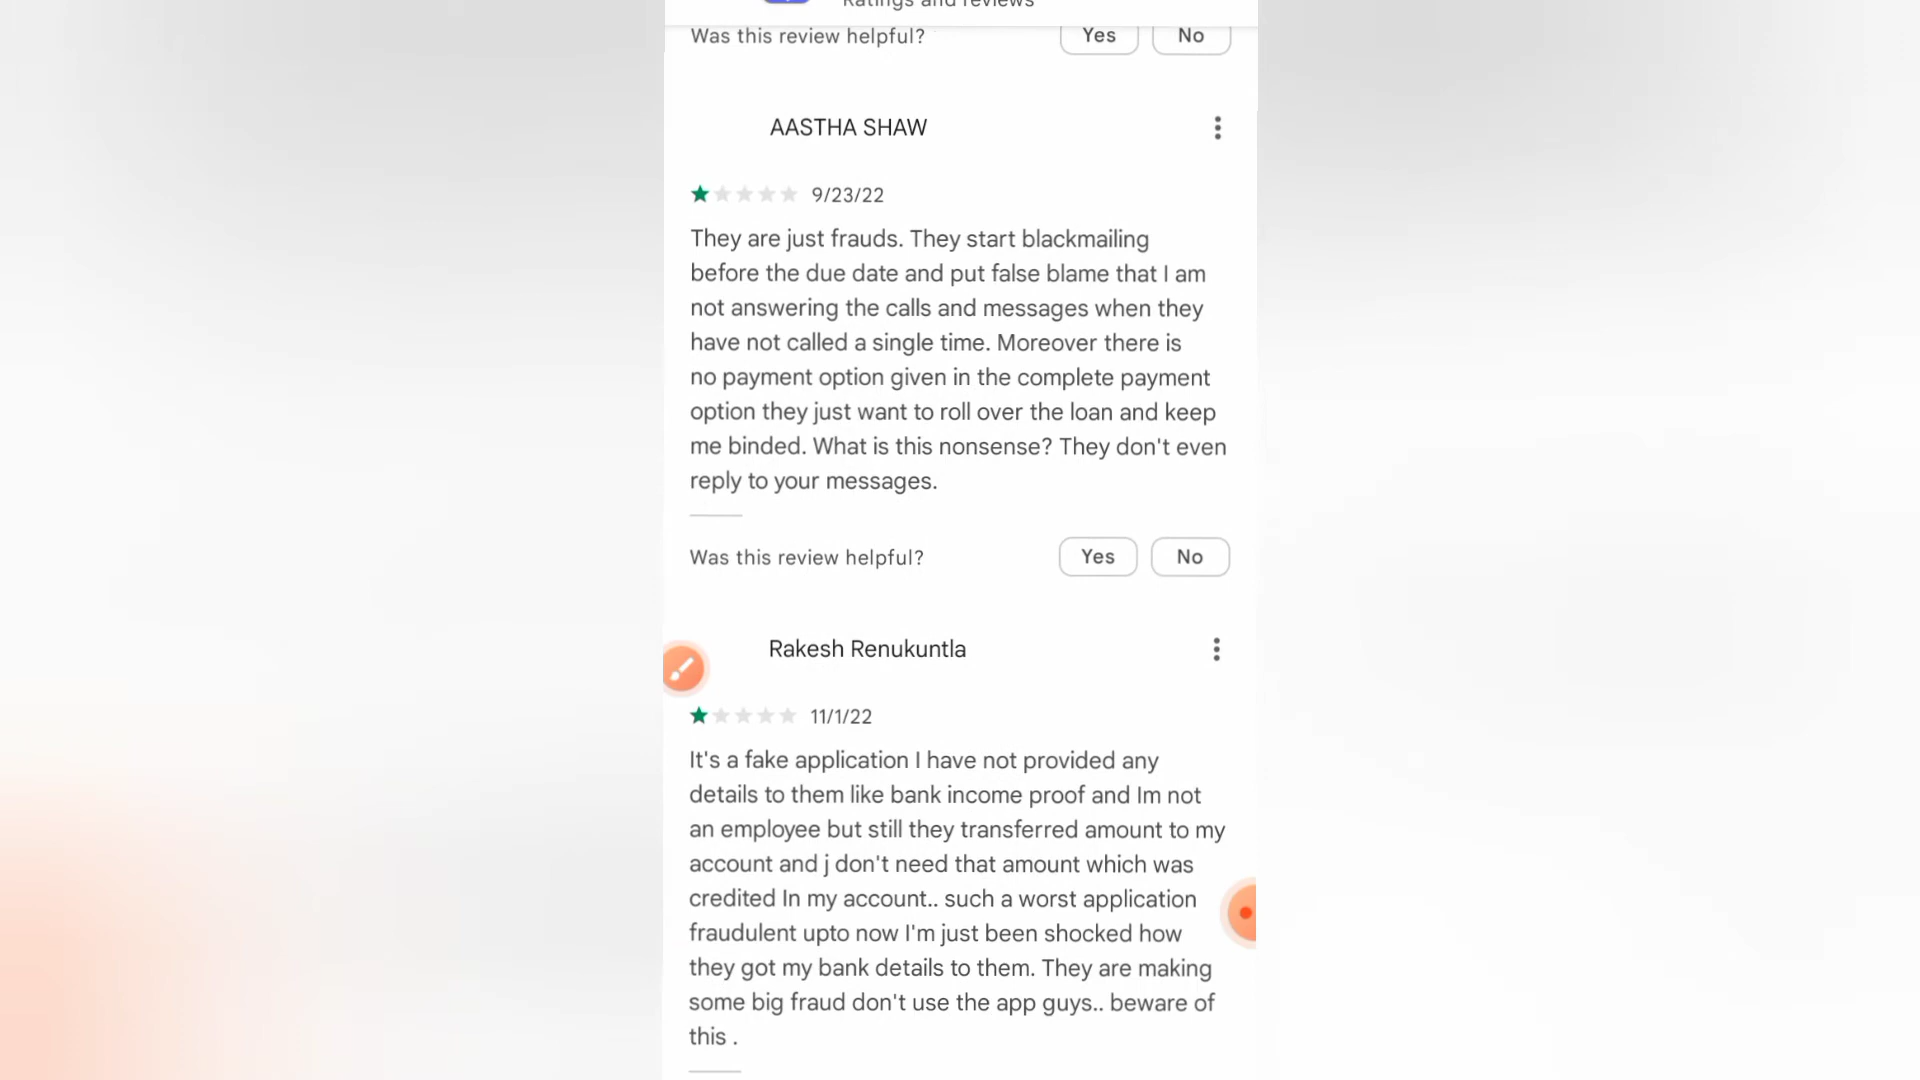 Ratings and reviews
Was this review helpful? Yes No
AASTHA SHAW
9/23/22
They are just frauds. They start blackmailing
before the due date and put false blame that I am
not answering the calls and messages when they
have not called a single time. Moreover there is
no payment option given in the complete payment
option they just want to roll over the loan and keep
me binded. What is this nonsense? They don't even
reply to your messages.
Was this review helpful? Yes No
Rakesh Renukuntla
11/1/22
It's a fake application I have not provided any
details to them like bank income proof and Im not
an employee but still they transferred amount to my
account and j don't need that amount which was
credited In my account.. such a worst application
fraudulent upto now I'm just been shocked how
they got my bank details to them. They are making
some big fraud don't use the app guys.. beware of
this .